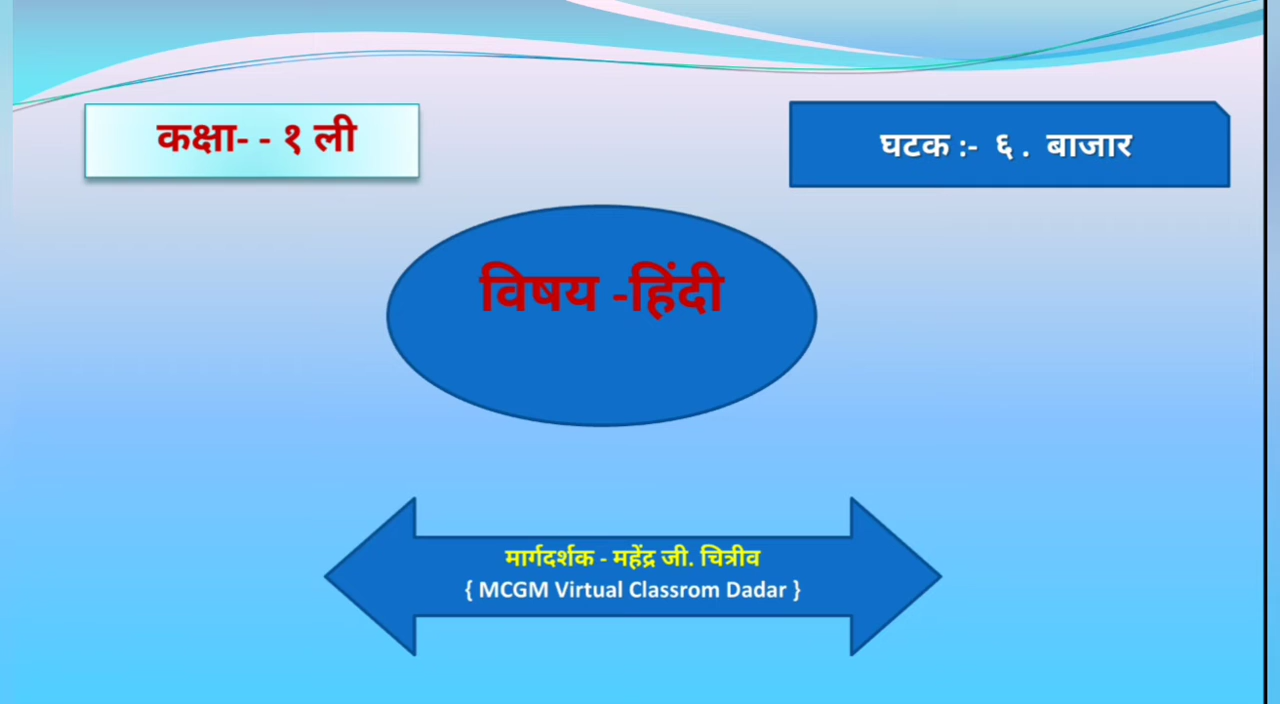 कक्षा- - १ ली
घटक :- ६ . बाजार
विषय -हिंदी
मार्गदर्शक - महेंद्र जी. चित्रीव
{ MCGM Virtual Classrom Dadar }